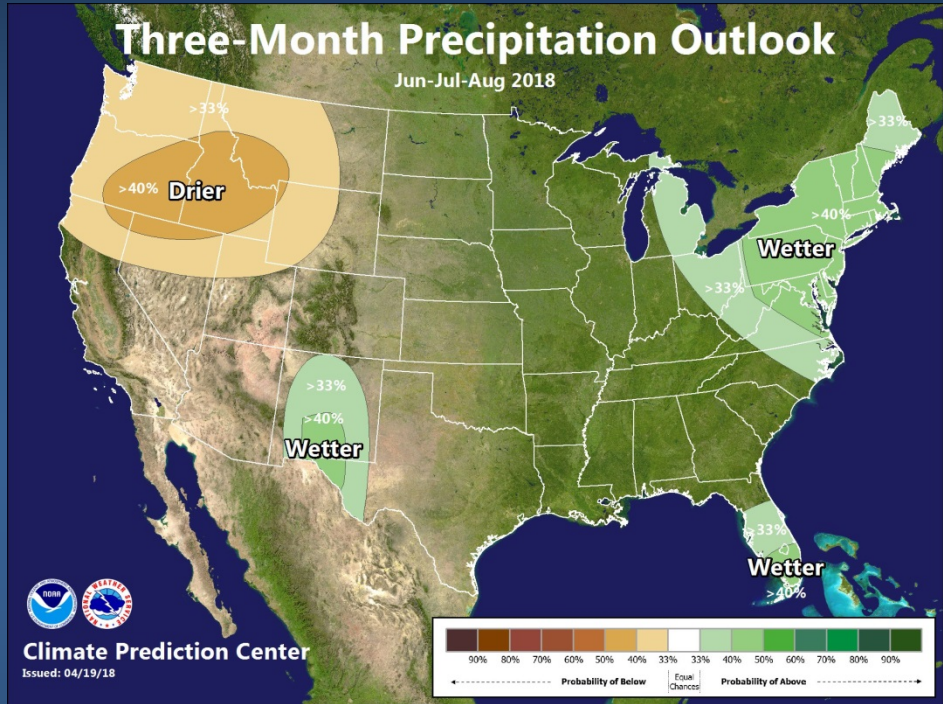 Three-Month Precipitation Outlook
Jun-Jul-Aug 2018
>33%
>40% Drier
>33%
>40%
Wetter
>33%
>33%
>40%
Wetter
>33%
Wetter
>40%
NOAA
NATIONAL WEATHER SERVICE
Climate Prediction Center
Issued: 04/19/18
90% 80% 70% 60% 50% 40% 33% 33% 40% 50% 60% 70% 80% 90%
Probability of Below Equal Chances Probability of Above